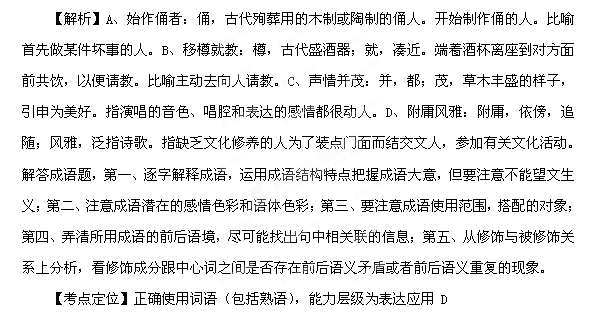 【解析】A、始作俑者：俑，古代殉葬用的木制或陶制的俑人。开始制作俑的人。比喻
首先做某件坏事的人。B、移樽就教：樽，古代盛酒器；就，凑近。端着酒杯离座到对方面
前共饮，以便请教。比喻主动去向人请教。C、声情并茂：并，都；茂，草木丰盛的样子，
引申为美好。指演唱的音色、唱腔和表达的感情都很动人。D、附庸风雅：附庸，依傍，追
随；风雅，泛指诗歌。指缺乏文化修养的人为了装点门面而结交文人，参加有关文化活动。
解答成语题，第一、逐字解释成语，运用成语结构特点把握成语大意，但要注意不能望文生
义；第二、注意成语潜在的感情色彩和语体色彩；第三、要注意成语使用范围，搭配的对象；
第四、弄清所用成语的前后语境，尽可能找出句中相关联的信息；第五、从修饰与被修饰关
系上分析，看修饰成分跟中心词之间是否存在前后语义矛盾或者前后语义重复的现象。
【考点定位】正确使用词语（包括熟语），能力层级为表达应用 D